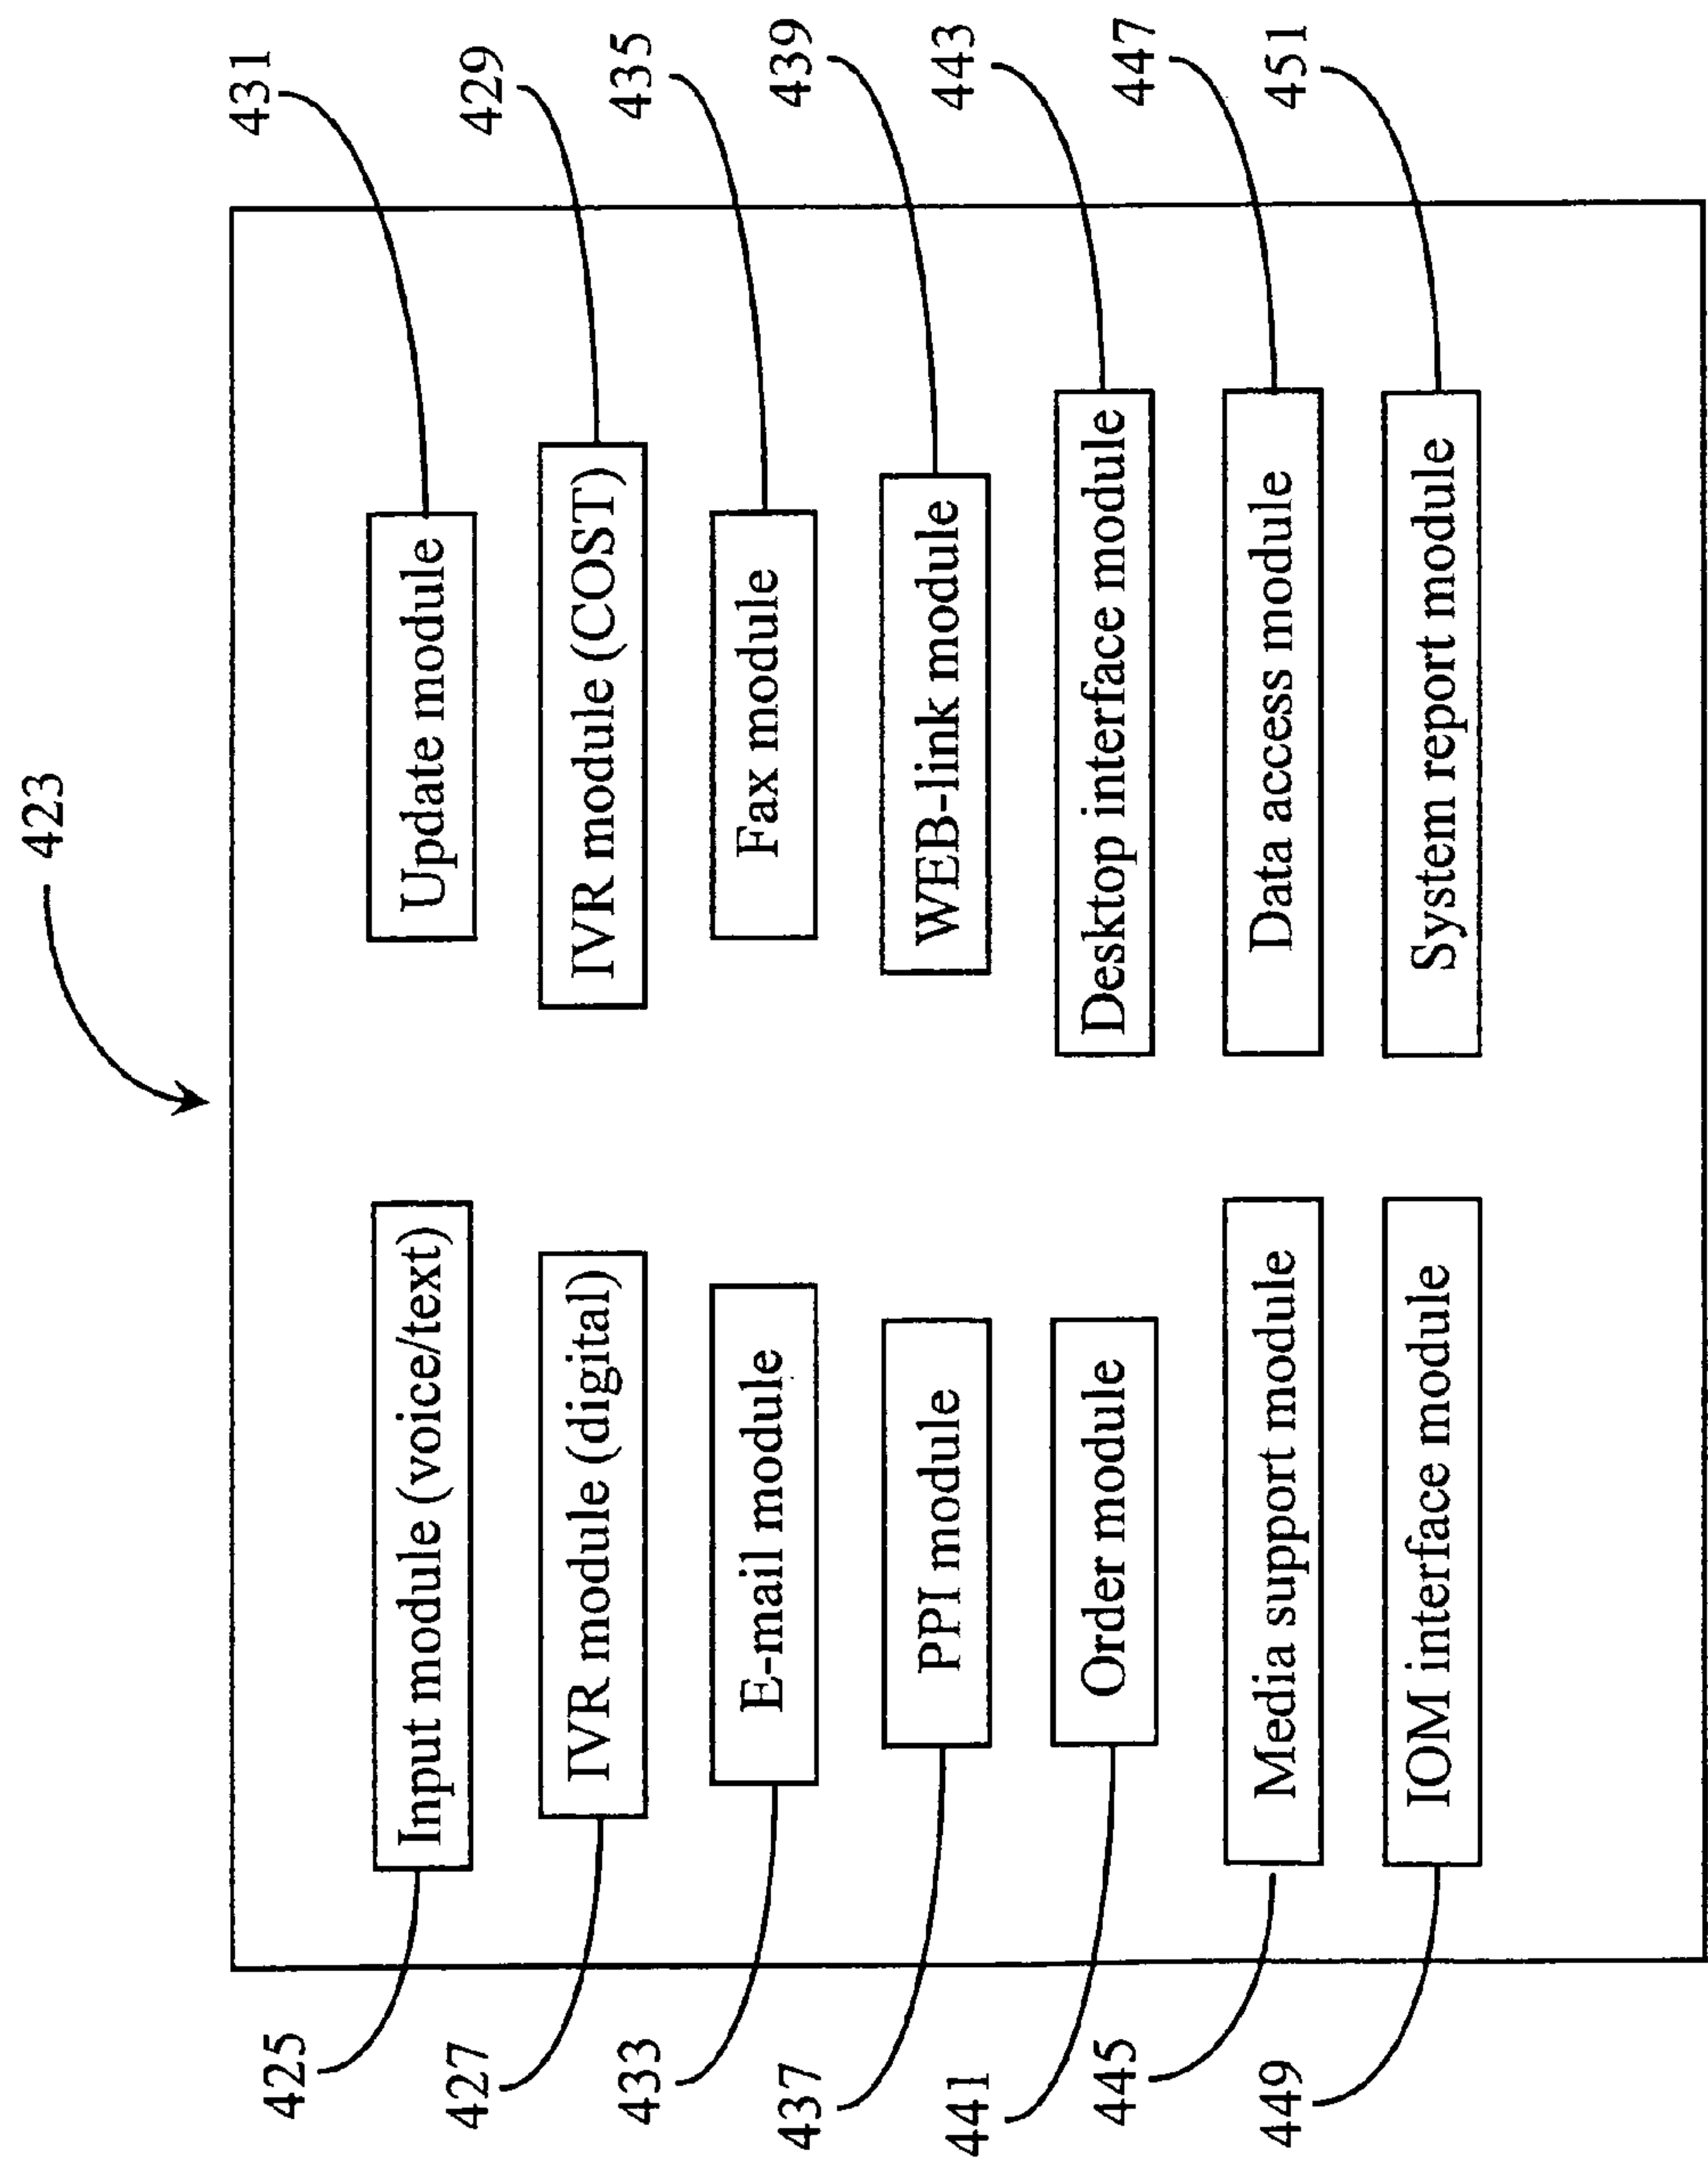 423
425
Input module (voice/text)
Update module
431
427
IVR module (digital)
IVR module (COST)
429
433
E-mail module
Fax module
435
437
PPI module
WEB-link module
439
441
Order module
Desktop interface module
443
445
Media support module
Data access module
447
449
IOM interface module
System report module
451